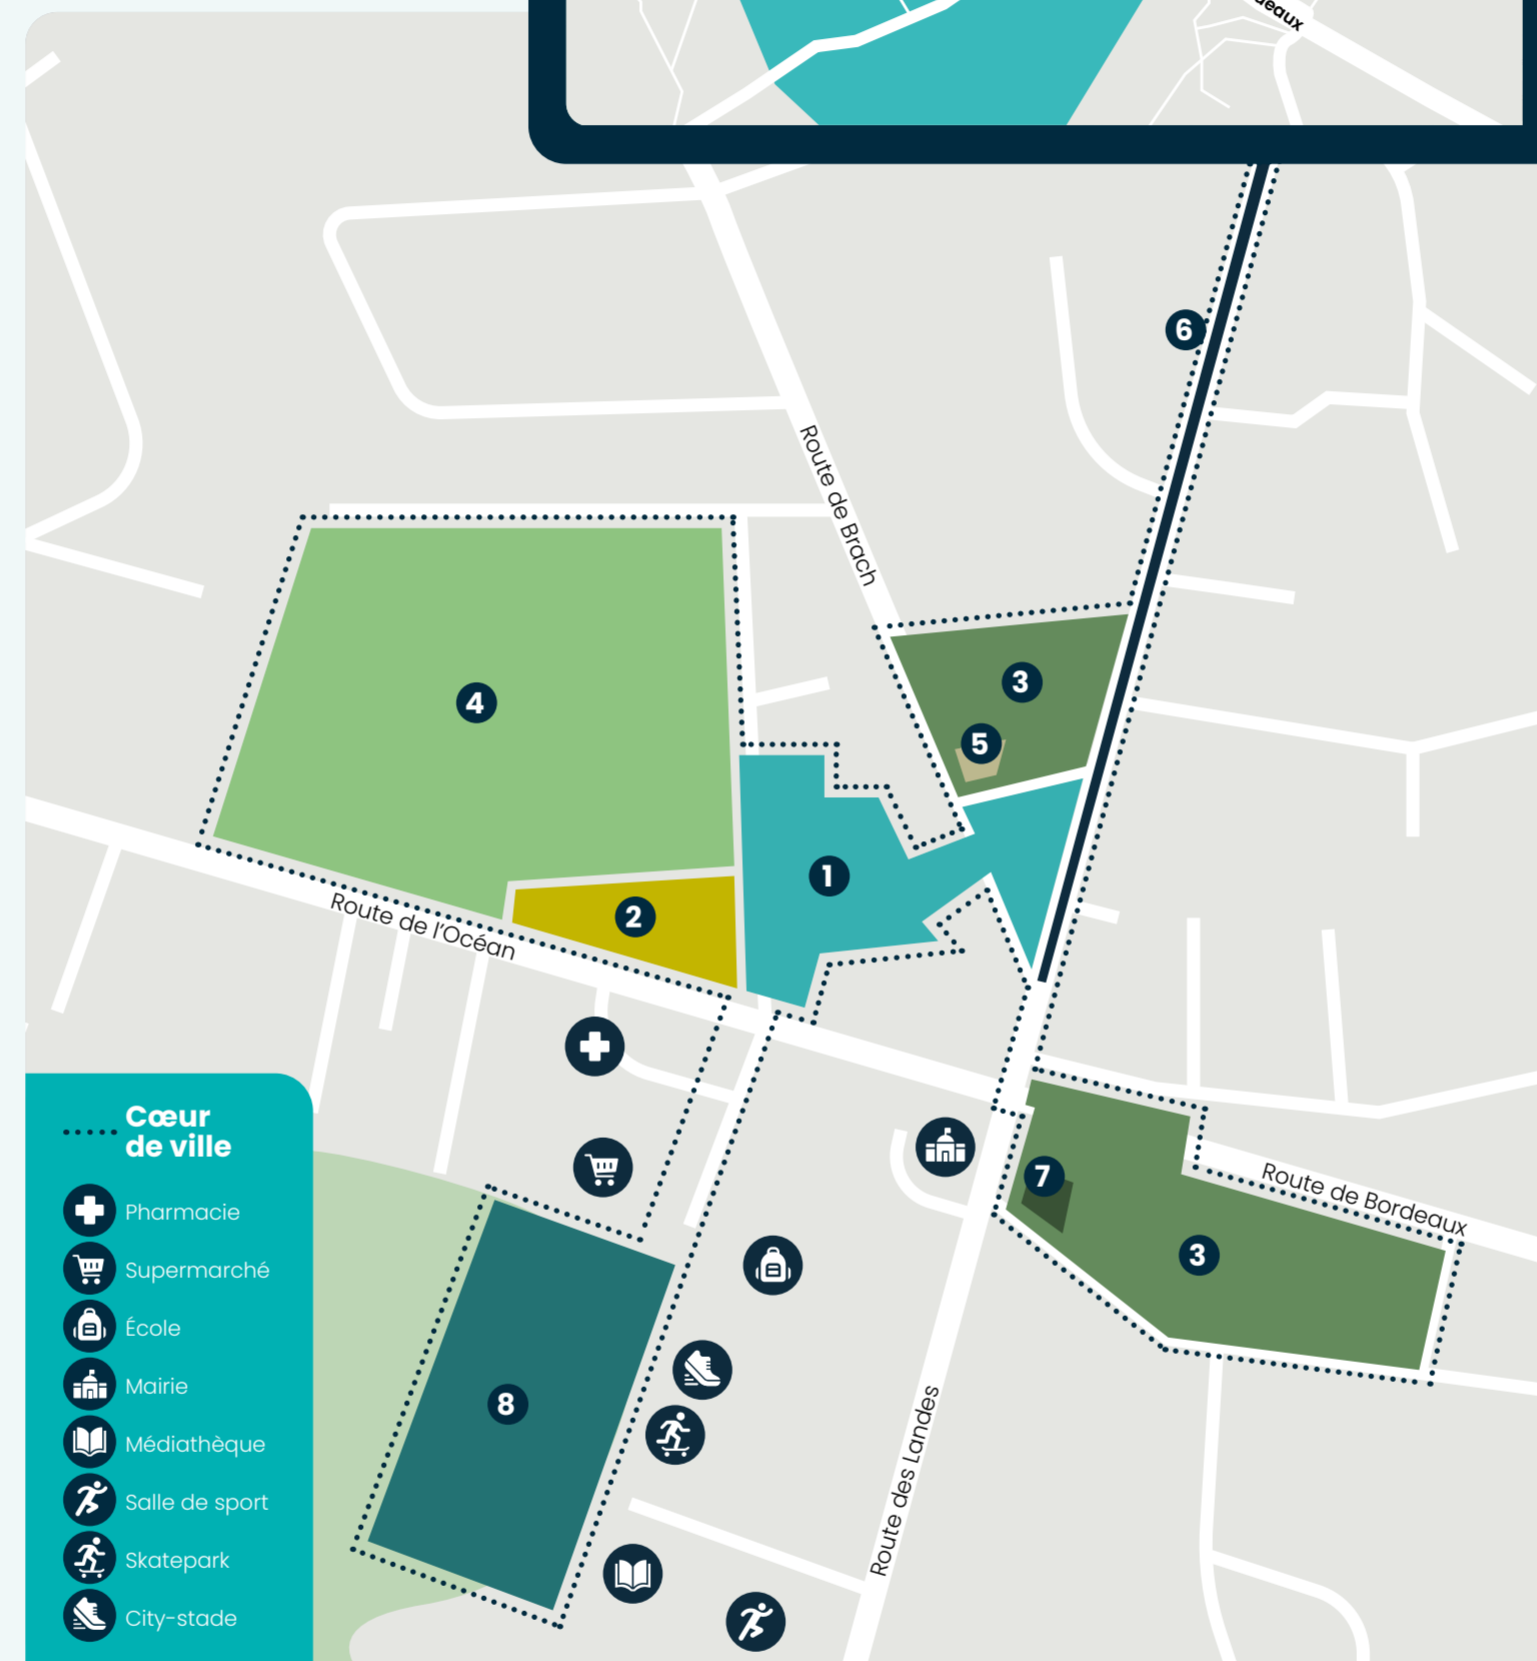 6
Route de Brach
3
5
4
1
2
Route de l'Océan
7
Route de Bordeaux
3
8
Route des Landes
Cœur
de ville
Pharmacie
Supermarché
École
Mairie
Médiathèque
Salle de sport
Skatepark
City-stade